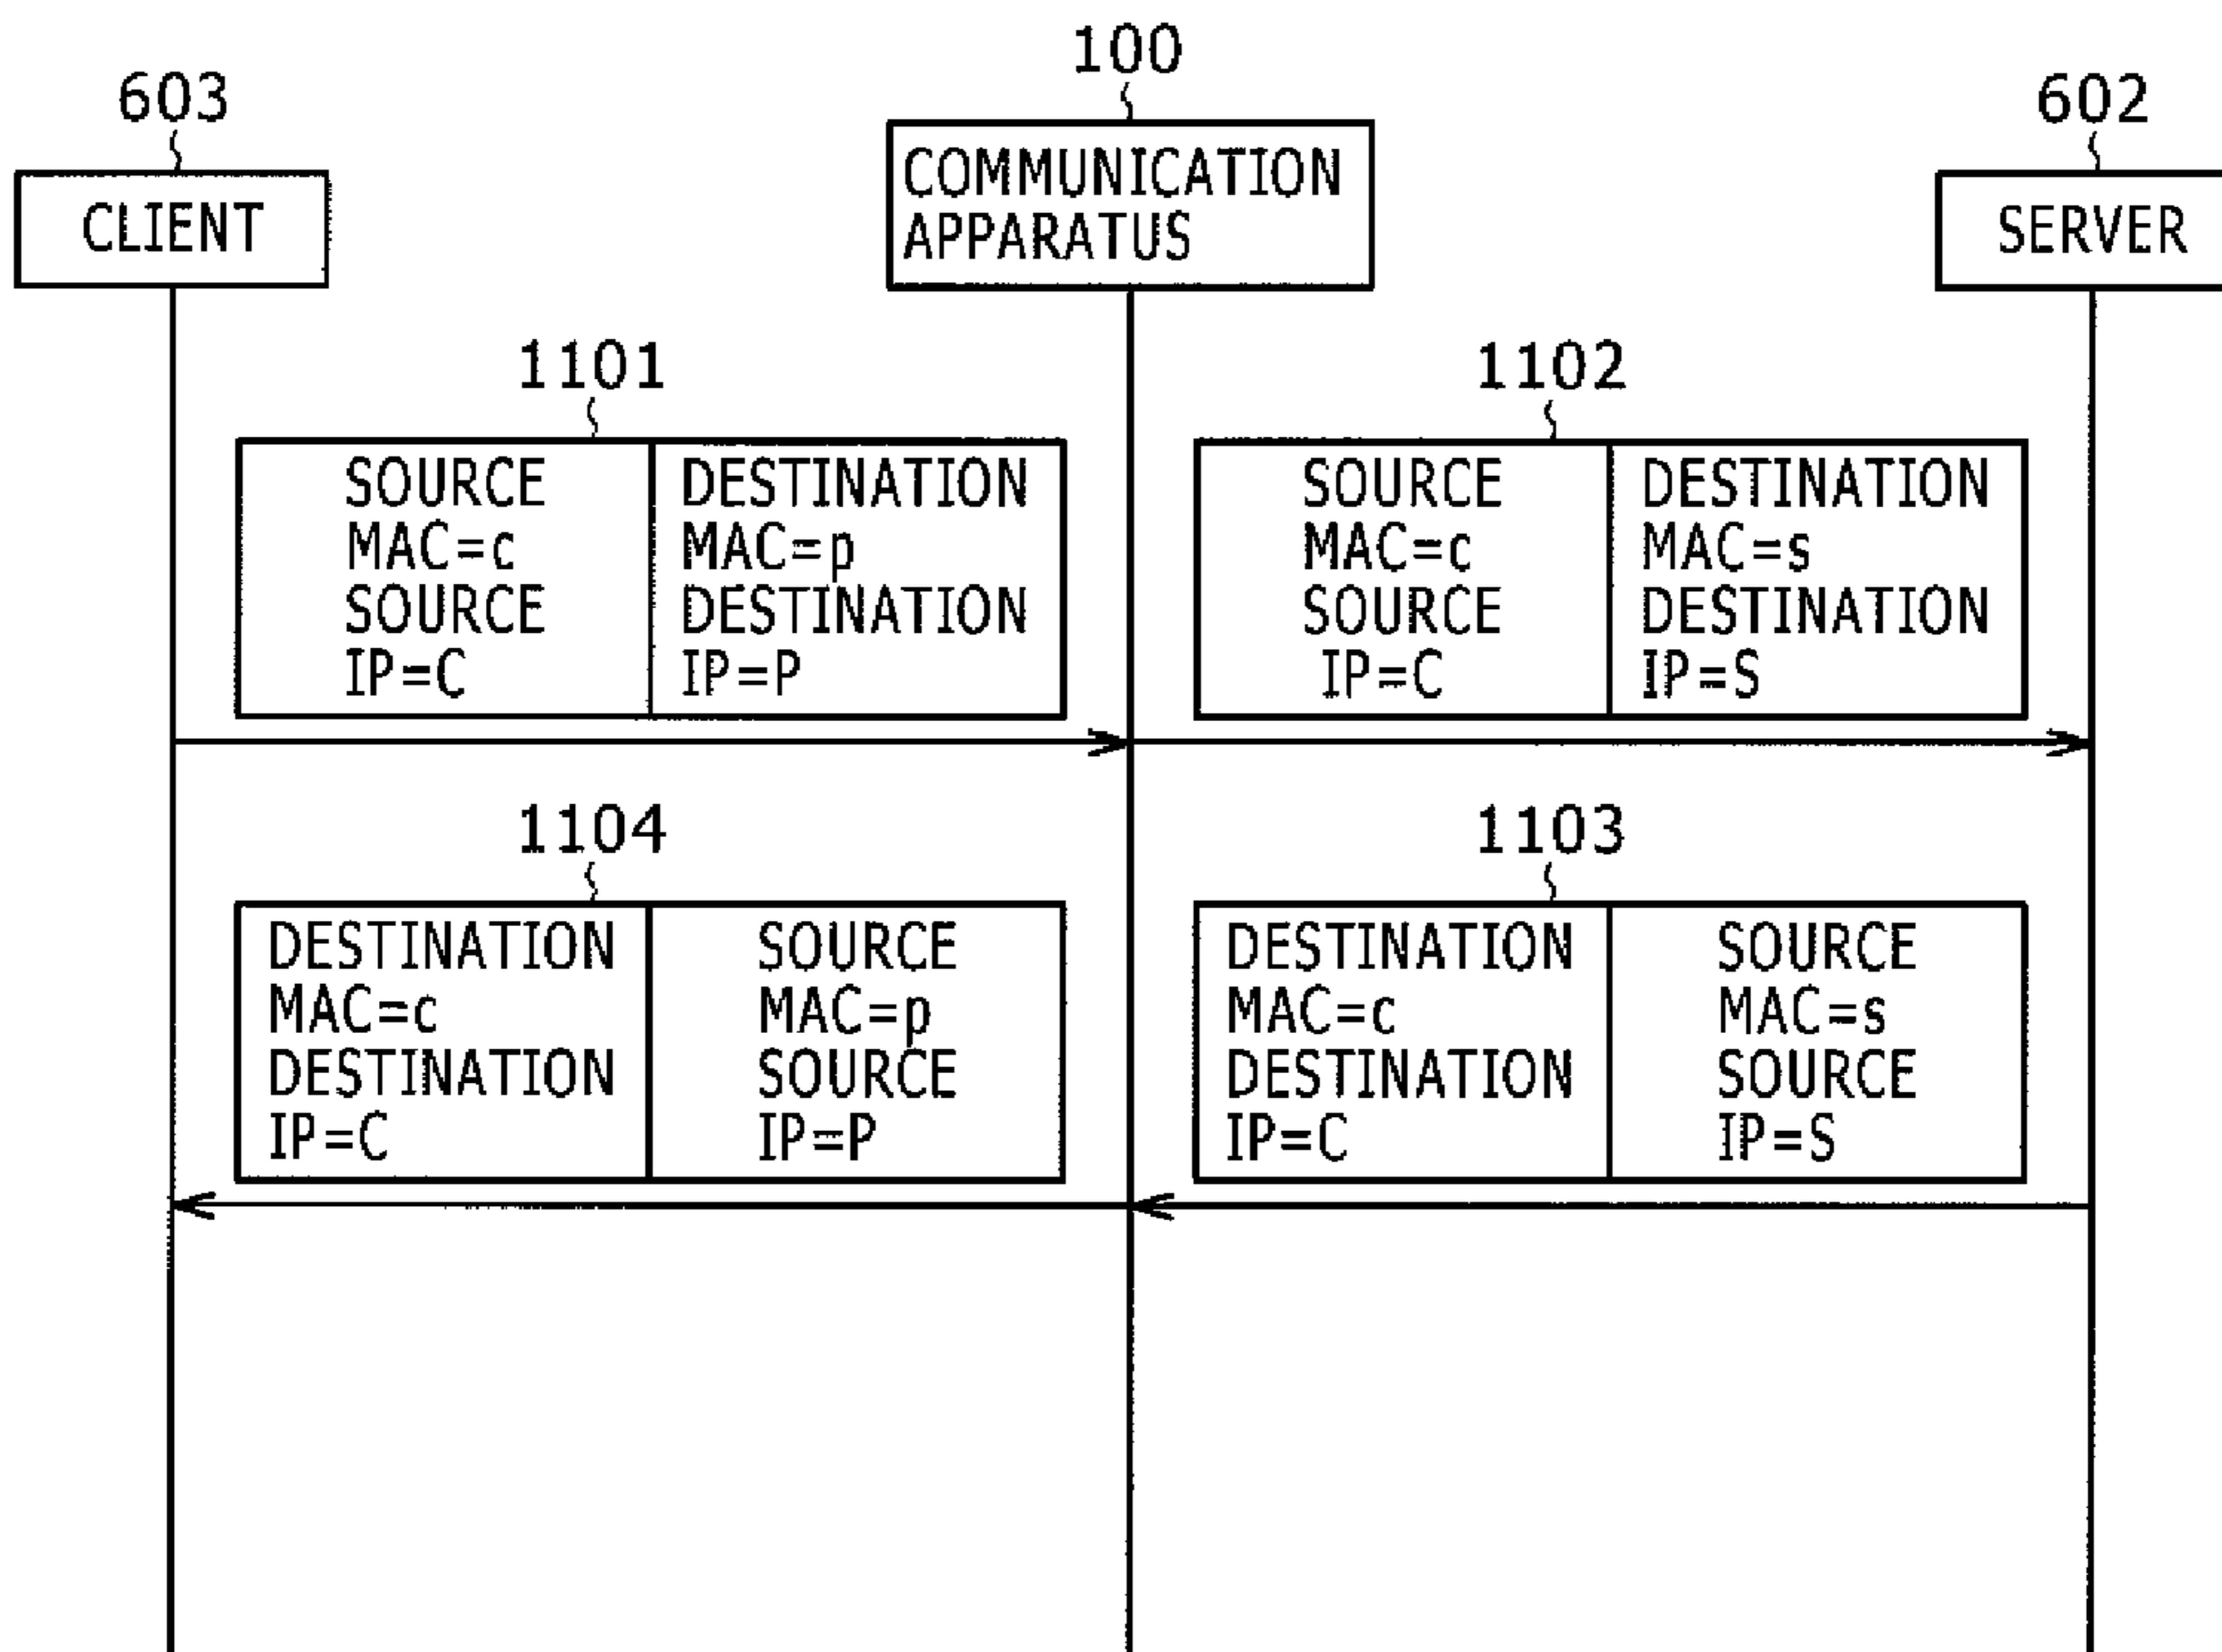 100
603
602
COMMUNICATION
APPARATUS
CLIENT
SERVER
1101
SOURCE
MAC=c
SOURCE
IP=C
DESTINATION
MAC=p
DESTINATION
IP=P
1102
SOURCE
MAC=c
SOURCE
IP=C
DESTINATION
MAC=s
DESTINATION
IP=S
1104
DESTINATION
MAC=c
DESTINATION
IP=C
SOURCE
MAC=p
SOURCE
IP=P
1103
DESTINATION
MAC=c
DESTINATION
IP=C
SOURCE
MAC=s
SOURCE
IP=S